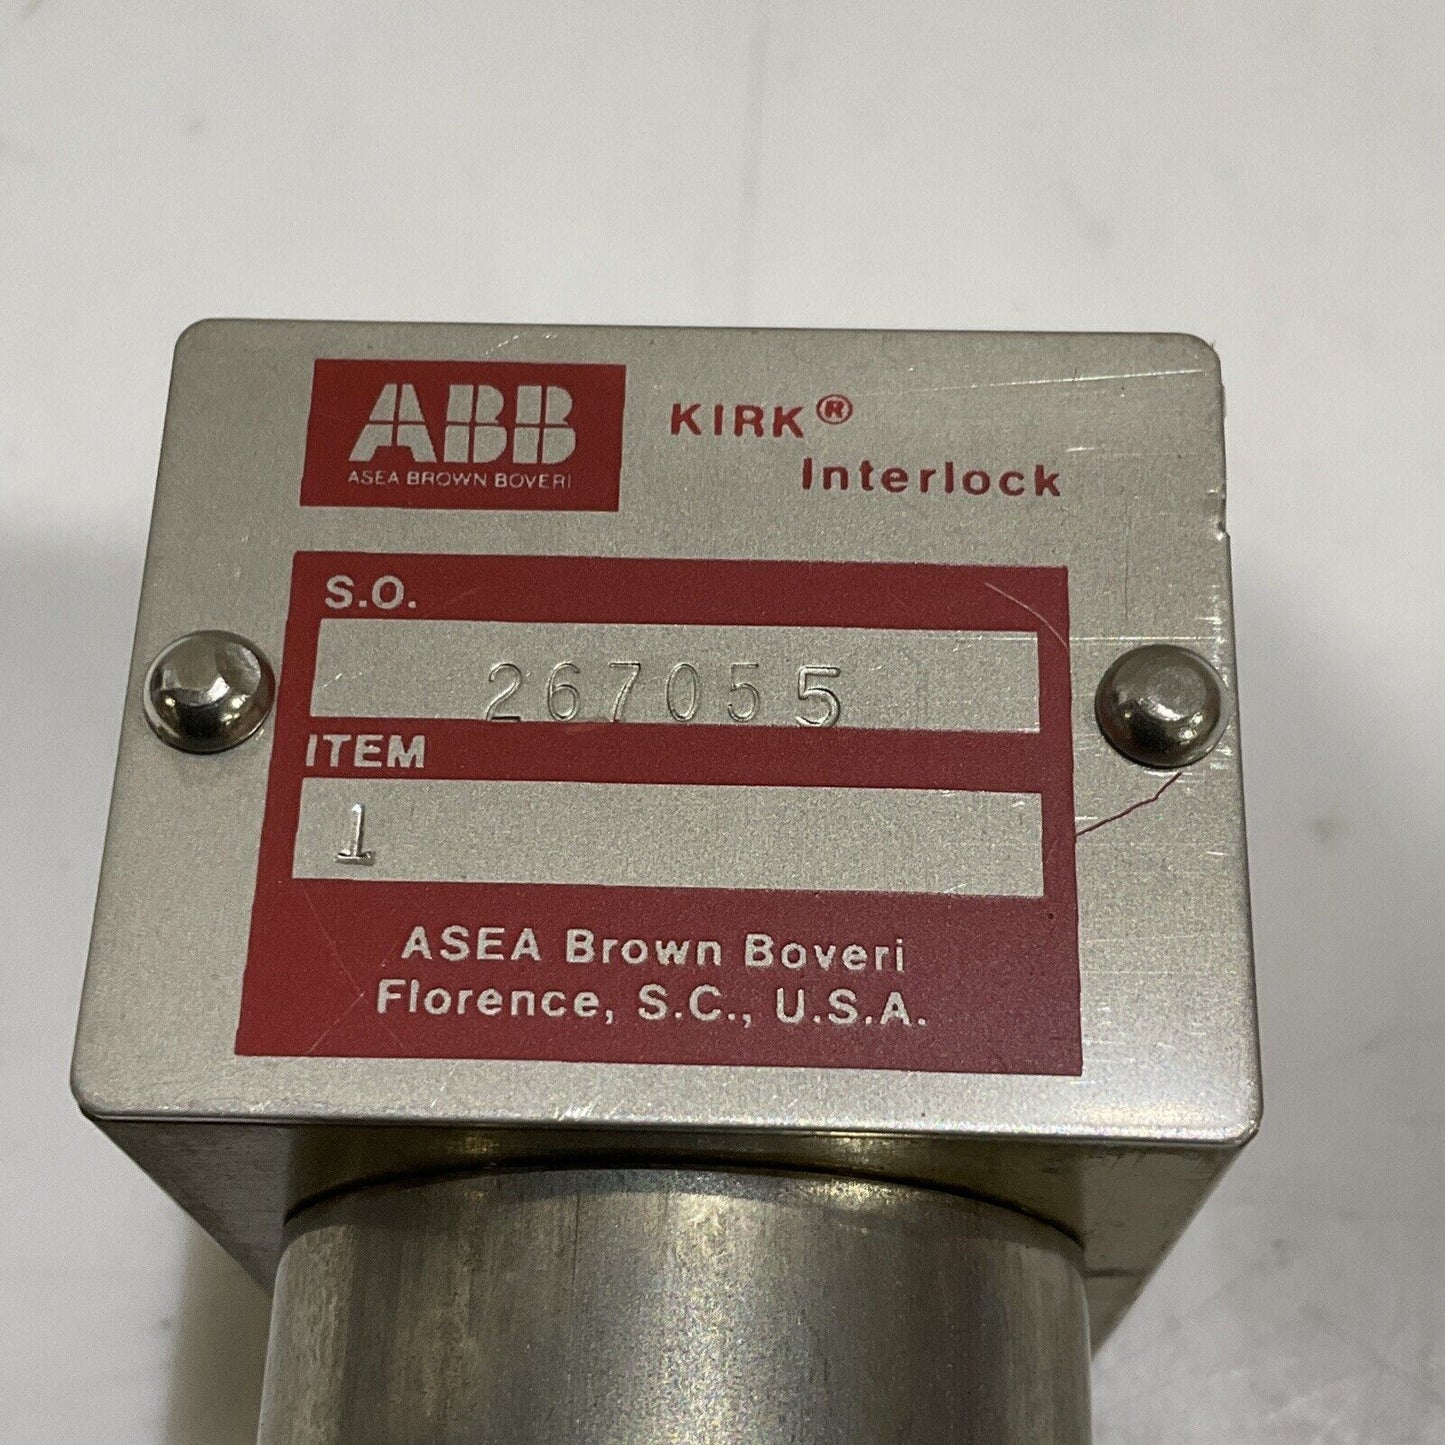 ABB
ASEA BROWN BOVERI
KIRK®
Interlock
S.O.
267055
ITEM
1
ASEA Brown Boveri
Florence, S.C., U.S.A.